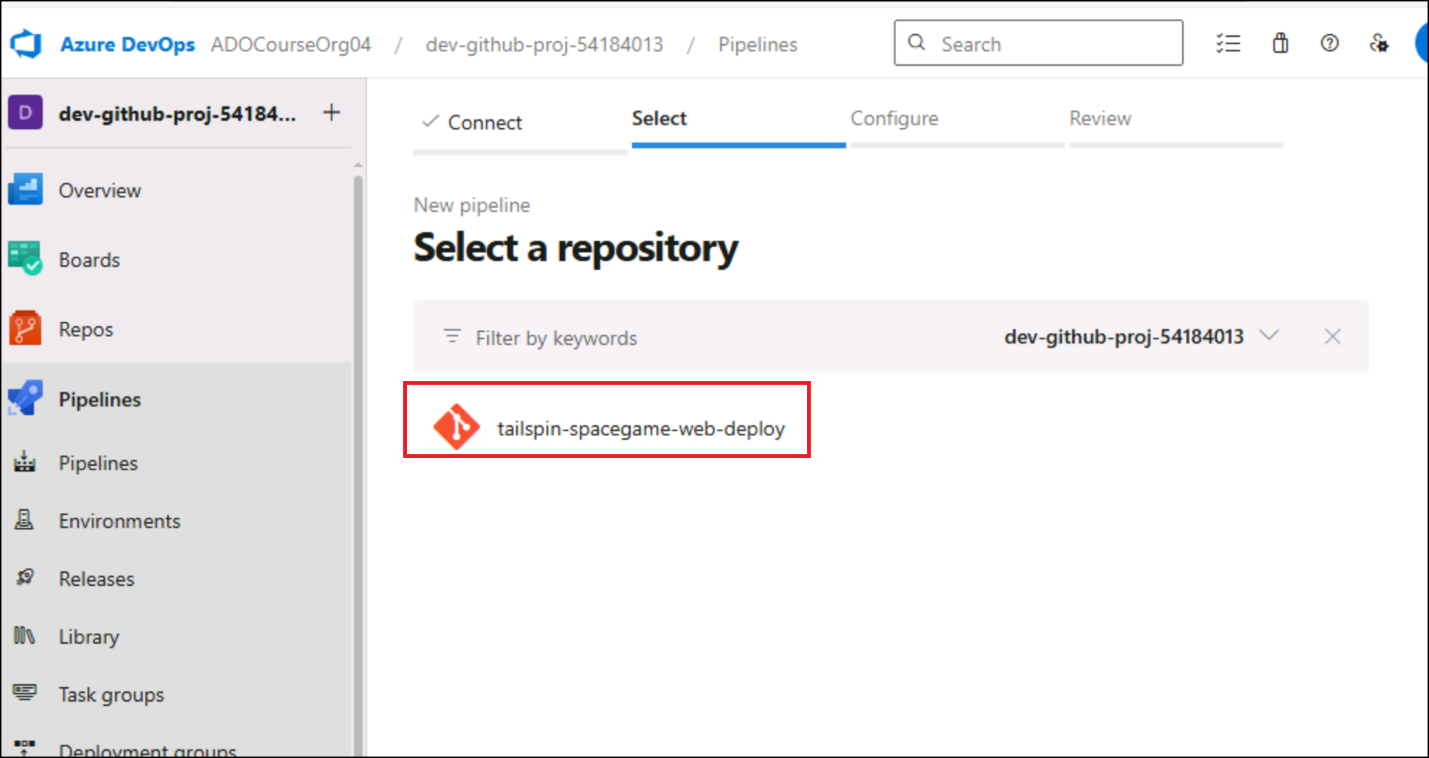 Azure DevOps ADOCourseOrg04 / dev-github-proj-54184013 / Pipelines Search
D dev-github-proj-54184... +
Connect Select Configure Review
Overview
Boards
Repos
Pipelines
Pipelines
Environments
Releases
Library
Task groups
Deployment groups
New pipeline
Select a repository
Filter by keywords dev-github-proj-54184013
tailspin-spacegame-web-deploy